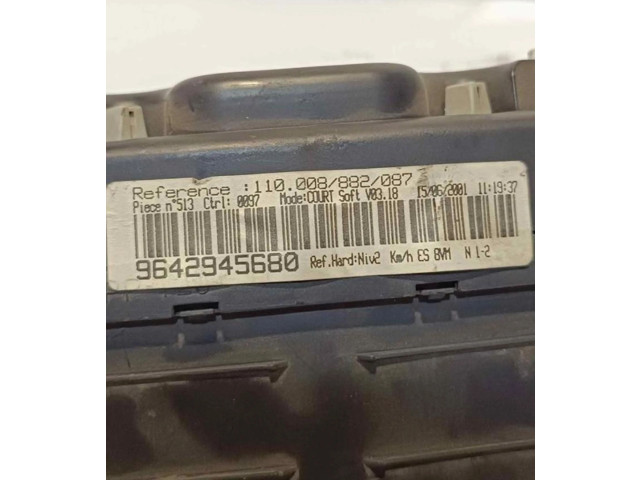 Reference :110.008/882/087
Piece n°513 Ctrl: 0097 Mode:COURT Soft V03.18 15/06/2001 11:19:37
9642945680 Ref.Hard:Niv2 Km/h ES BVM N 1-2